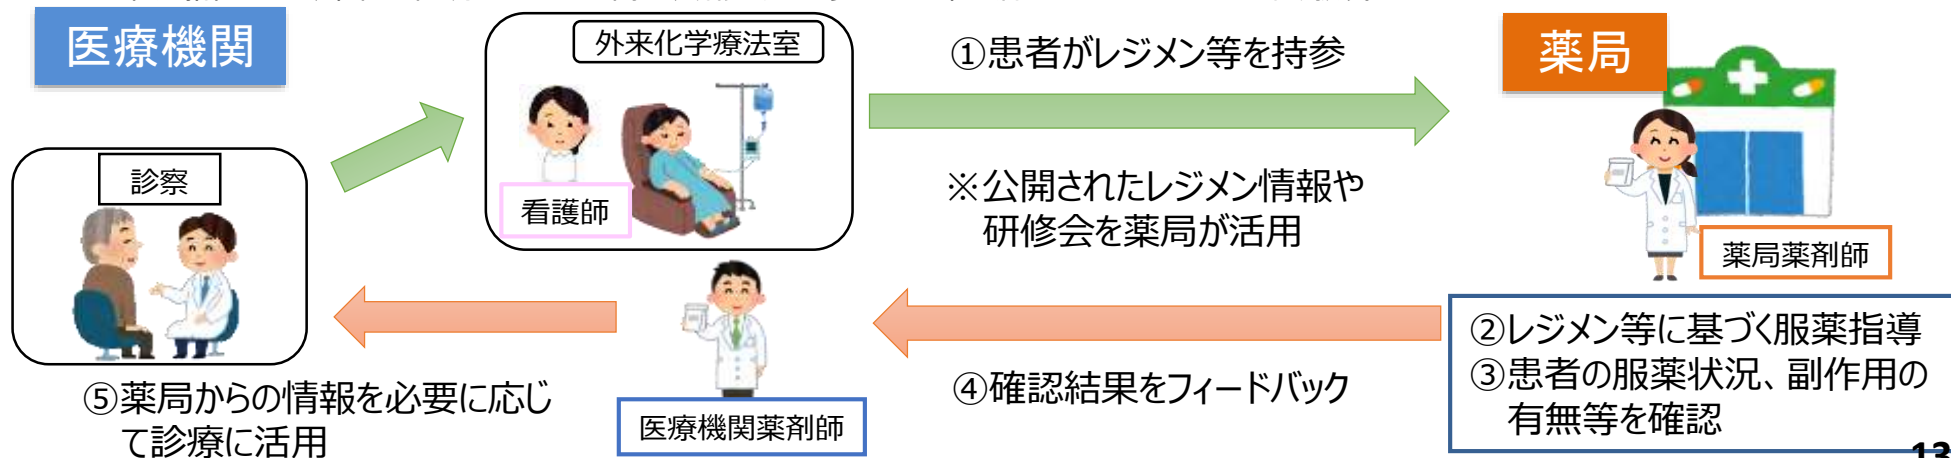 医療機関
外来化学療法室
①患者がレジメン等を持参
薬局
診察
看護師
※公開されたレジメン情報や
研修会を薬局が活用
薬局薬剤師
②レジメン等に基づく服薬指導
③患者の服薬状況、副作用の
有無等を確認
④確認結果をフィードバック
医療機関薬剤師
⑤薬局からの情報を必要に応じ
て診療に活用
13